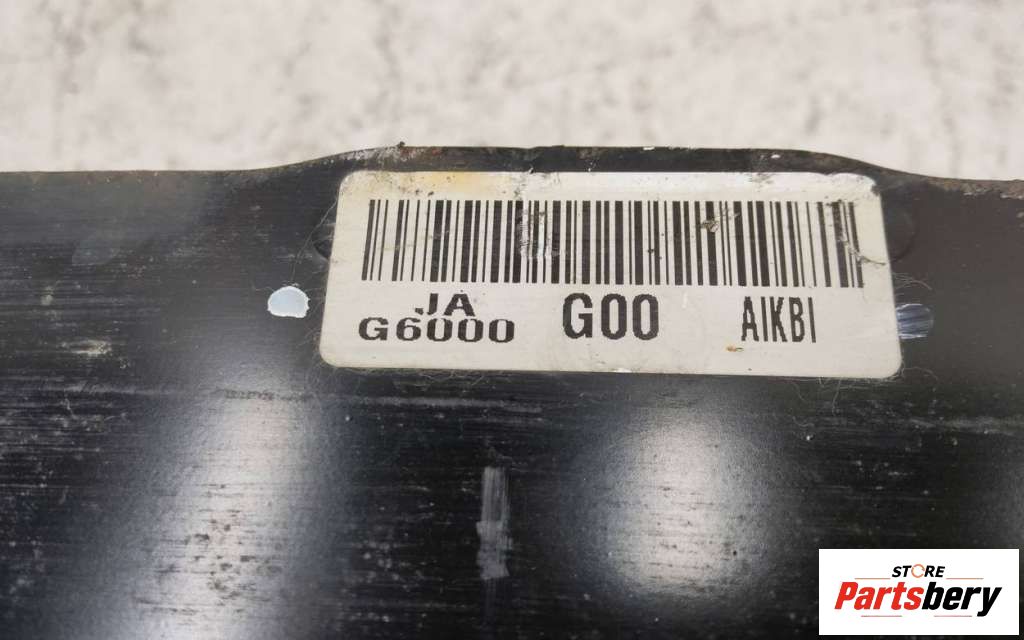 JA
G6000 G00 AIKBI
STORE
Partsbery